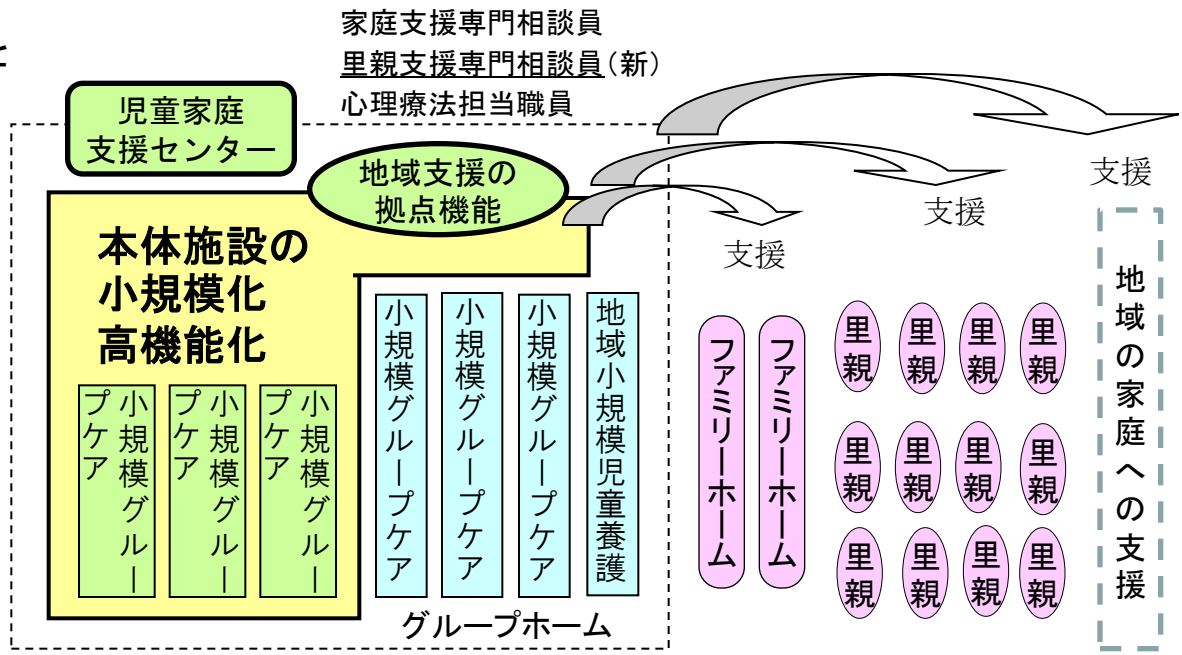 と
家庭支援専門相談員
里親支援専門相談員(新)
心理療法担当職員
児童家庭
支援センター
地域支援の
拠点機能
支援
支援
支援
本体施設の
小規模化
高機能化
小規模グルー
プケア
小規模グルー
プケア
小規模グルー
プケア
小規模グループケア
小規模グループケア
小規模グループケア
地域小規模児童養護
グループホーム
ファミリーホーム
ファミリーホーム
里親
里親
里親
里親
里親
里親
里親
里親
里親
里親
里親
里親
地域の家庭への支援